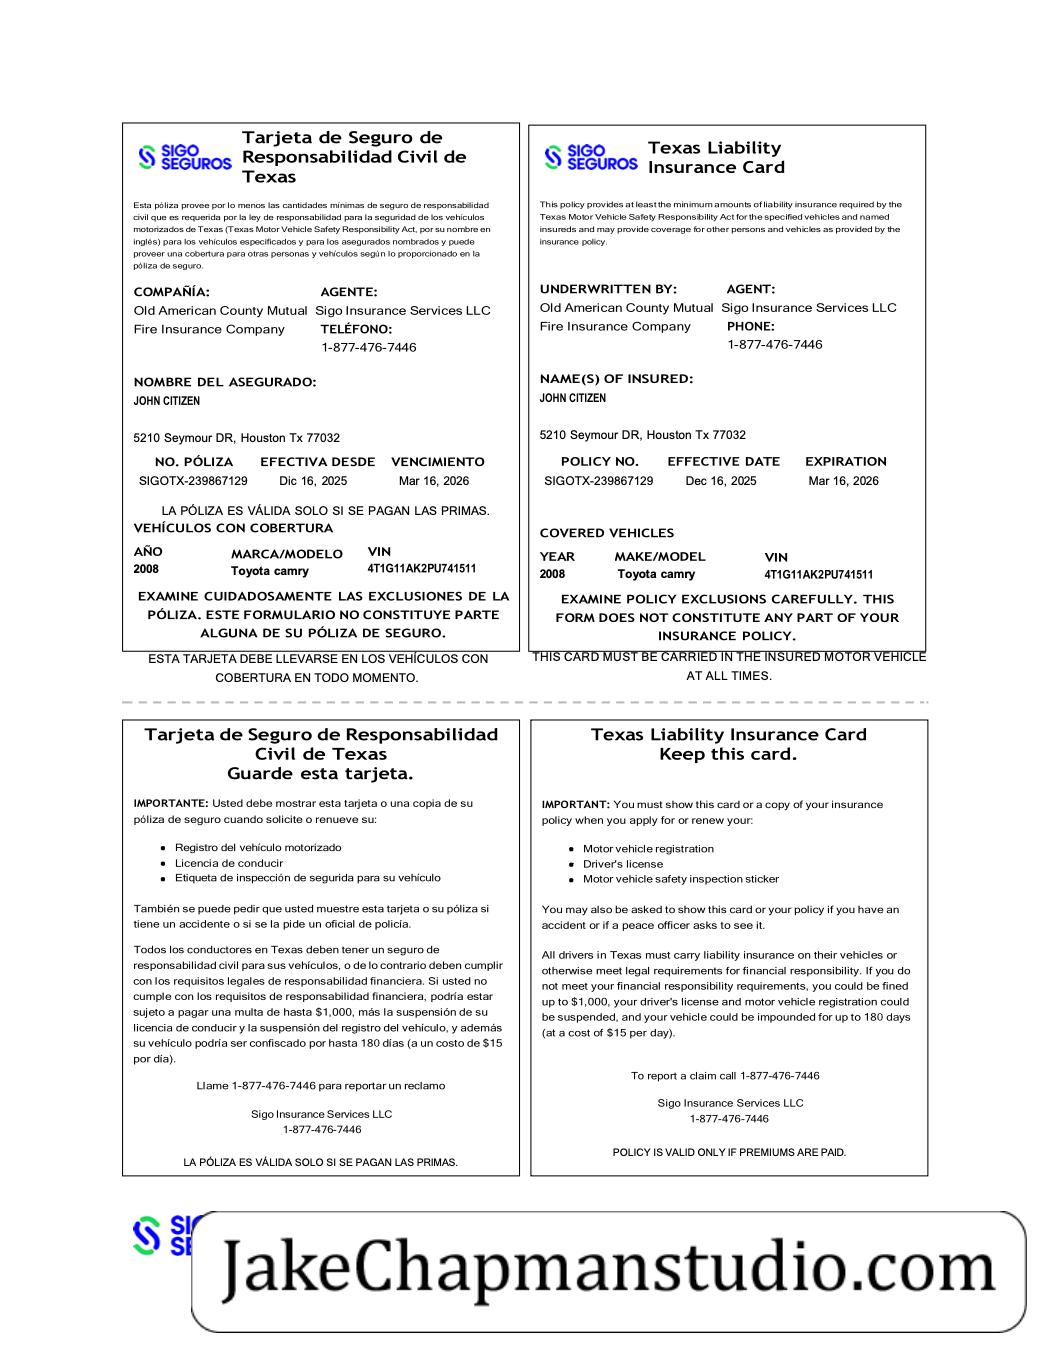 SIGO
SEGUROS
Tarjeta de Seguro de
Responsabilidad Civil de
Texas
Esta póliza provee por lo menos las cantidades mínimas de seguro de responsabilidad
civil que es requerida por la ley de responsabilidad para la seguridad de los vehículos
motorizados de Texas (Texas Motor Vehicle Safety Responsibility Act, por su nombre en
inglés) para los vehículos especificados y para los asegurados nombrados y puede
proveer una cobertura para otras personas y vehículos según lo proporcionado en la
póliza de seguro.
COMPAÑÍA: AGENTE:
Old American County Mutual Sigo Insurance Services LLC
Fire Insurance Company TELÉFONO:
1-877-476-7446
NOMBRE DEL ASEGURADO:
JOHN CITIZEN
5210 Seymour DR, Houston Tx 77032
NO. PÓLIZA EFECTIVA DESDE VENCIMIENTO
SIGOTX-239867129 Dic 16, 2025 Mar 16, 2026
LA PÓLIZA ES VÁLIDA SOLO SI SE PAGAN LAS PRIMAS.
VEHÍCULOS CON COBERTURA
AÑO MARCA/MODELO VIN
2008 Toyota camry 4T1G11AK2PU741511
EXAMINE CUIDADOSAMENTE LAS EXCLUSIONES DE LA
PÓLIZA. ESTE FORMULARIO NO CONSTITUYE PARTE
ALGUNA DE SU PÓLIZA DE SEGURO.
ESTA TARJETA DEBE LLEVARSE EN LOS VEHÍCULOS CON
COBERTURA EN TODO MOMENTO.
SIGO
SEGUROS
Texas Liability
Insurance Card
This policy provides at least the minimum amounts of liability insurance required by the
Texas Motor Vehicle Safety Responsibility Act for the specified vehicles and named
insureds and may provide coverage for other persons and vehicles as provided by the
insurance policy.
UNDERWRITTEN BY: AGENT:
Old American County Mutual Sigo Insurance Services LLC
Fire Insurance Company PHONE:
1-877-476-7446
NAME(S) OF INSURED:
JOHN CITIZEN
5210 Seymour DR, Houston Tx 77032
POLICY NO. EFFECTIVE DATE EXPIRATION
SIGOTX-239867129 Dec 16, 2025 Mar 16, 2026
COVERED VEHICLES
YEAR MAKE/MODEL VIN
2008 Toyota camry 4T1G11AK2PU741511
EXAMINE POLICY EXCLUSIONS CAREFULLY. THIS
FORM DOES NOT CONSTITUTE ANY PART OF YOUR
INSURANCE POLICY.
THIS CARD MUST BE CARRIED IN THE INSURED MOTOR VEHICLE
AT ALL TIMES.
Tarjeta de Seguro de Responsabilidad
Civil de Texas
Guarde esta tarjeta.
IMPORTANTE: Usted debe mostrar esta tarjeta o una copia de su
póliza de seguro cuando solicite o renueve su:
• Registro del vehículo motorizado
• Licencia de conducir
• Etiqueta de inspección de segurida para su vehículo
También se puede pedir que usted muestre esta tarjeta o su póliza si
tiene un accidente o si se la pide un oficial de policía.
Todos los conductores en Texas deben tener un seguro de
responsabilidad civil para sus vehículos, o de lo contrario deben cumplir
con los requisitos legales de responsabilidad financiera. Si usted no
cumple con los requisitos de responsabilidad financiera, podría estar
sujeto a pagar una multa de hasta $1,000, más la suspensión de su
licencia de conducir y la suspensión del registro del vehículo, y además
su vehículo podría ser confiscado por hasta 180 días (a un costo de $15
por día).
Llame 1-877-476-7446 para reportar un reclamo
Sigo Insurance Services LLC
1-877-476-7446
LA PÓLIZA ES VÁLIDA SOLO SI SE PAGAN LAS PRIMAS.
Texas Liability Insurance Card
Keep this card.
IMPORTANT: You must show this card or a copy of your insurance
policy when you apply for or renew your:
• Motor vehicle registration
• Driver's license
• Motor vehicle safety inspection sticker
You may also be asked to show this card or your policy if you have an
accident or if a peace officer asks to see it.
All drivers in Texas must carry liability insurance on their vehicles or
otherwise meet legal requirements for financial responsibility. If you do
not meet your financial responsibility requirements, you could be fined
up to $1,000, your driver's license and motor vehicle registration could
be suspended, and your vehicle could be impounded for up to 180 days
(at a cost of $15 per day).
To report a claim call 1-877-476-7446
Sigo Insurance Services LLC
1-877-476-7446
POLICY IS VALID ONLY IF PREMIUMS ARE PAID.
JakeChapmanstudio.com